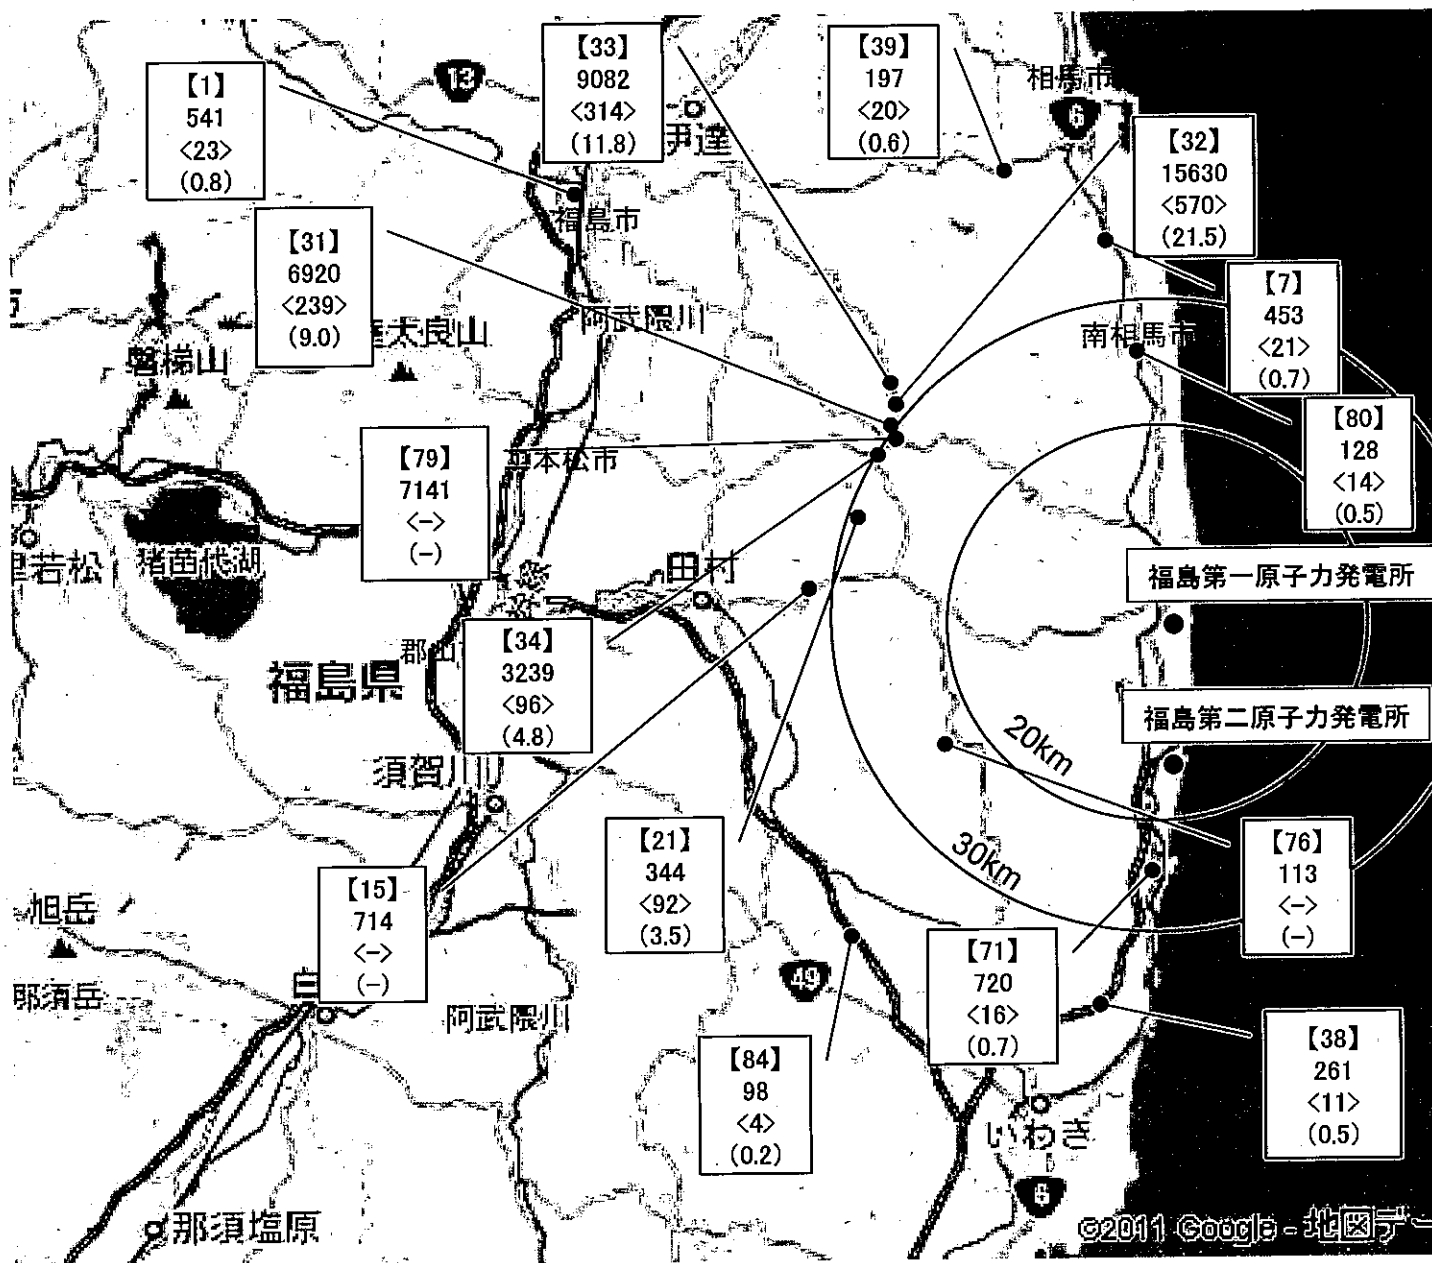 【33】
9082
<314>
(11.8)
【39】
197
<20>
(0.6)
相馬市
6
【1】
541
<23>
(0.8)
13
伊達
【32】
15630
<570>
(21.5)
福島市
【31】
6920
<239>
(9.0)
阿武隈川
太良山
磐梯山
【7】
453
<21>
(0.7)
南相馬市
【80】
128
<14>
(0.5)
【79】
7141
<->
(-)
本松市
若松
猪苗代湖
田村
福島第一原子力発電所
【34】
3239
<96>
(4.8)
郡山
福島県
福島第二原子力発電所
20km
須賀川
【21】
344
<92>
(3.5)
30km
【76】
113
<->
(-)
【15】
714
<->
(-)
旭岳
那須岳
白
阿武隈川
49
【71】
720
<16>
(0.7)
【84】
98
<4>
(0.2)
【38】
261
<11>
(0.5)
いわき
6
那須塩原
©2011 Google - 地図デー